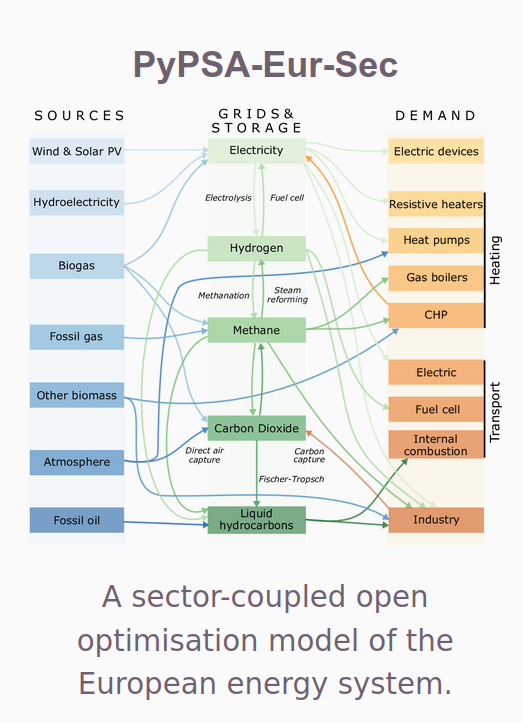 PyPSA-Eur-Sec
SOURCES
GRIDS &
STORAGE
DEMAND
Wind & Solar PV
Hydroelectricity
Biogas
Fossil gas
Other biomass
Atmosphere
Fossil oil
Electricity
Electrolysis
Fuel cell
Hydrogen
Methanation
Steam
reforming
Methane
Carbon Dioxide
Direct air
capture
Carbon
capture
Fischer-Tropsch
Liquid
hydrocarbons
Electric devices
Resistive heaters
Heat pumps
Gas boilers
CHP
Heating
Electric
Fuel cell
Internal
combustion
Transport
Industry
A sector-coupled open
optimisation model of the
European energy system.